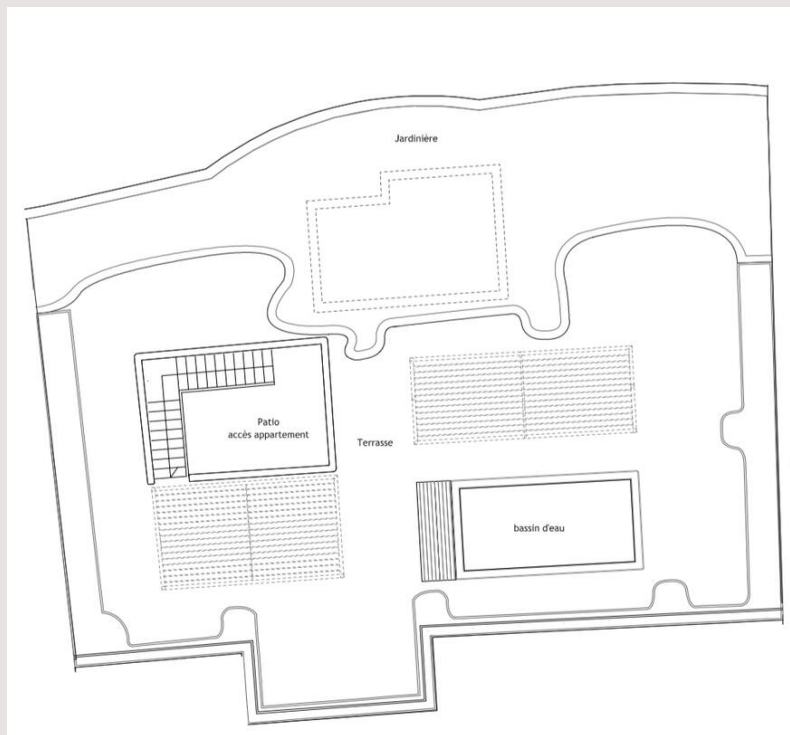 Jardinière
Patio
accès appartement
Terrasse
bassin d'eau